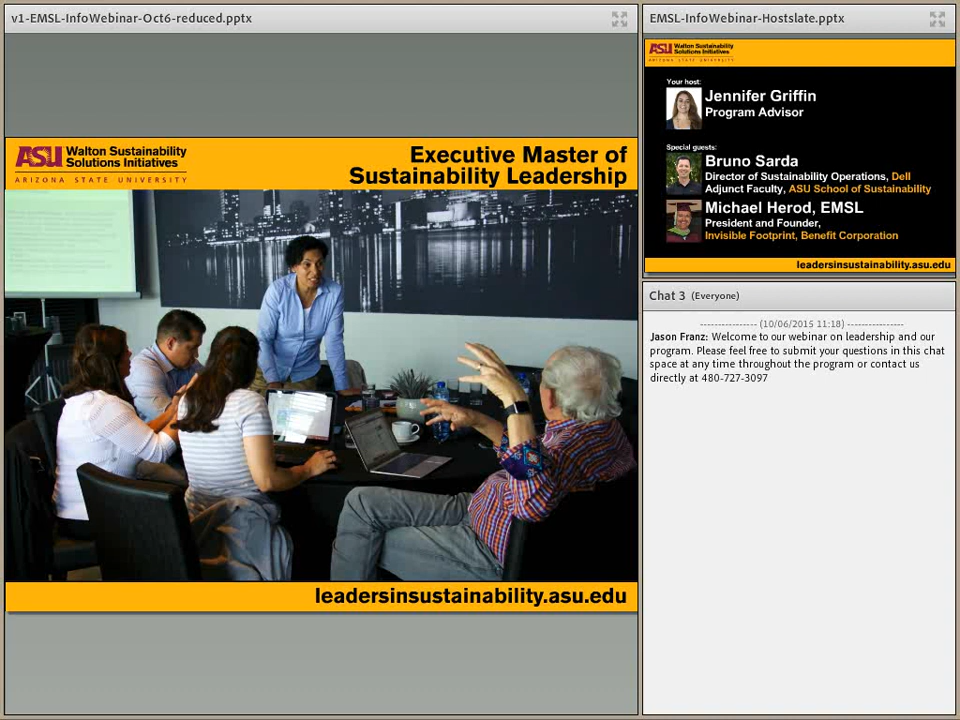 v1-EMSL-InfoWebinar-Oct6-reduced.pptx
ASU Walton Sustainability
Solutions Initiatives
ARIZONA STATE UNIVERSITY
Executive Master of
Sustainability Leadership
leadersinsustainability.asu.edu
EMSL-InfoWebinar-Hostslate.pptx
ASU Walton Sustainability
Solutions Initiatives
ARIZONA STATE UNIVERSITY
Your host:
Jennifer Griffin
Program Advisor
Special guests:
Bruno Sarda
Director of Sustainability Operations, Dell
Adjunct Faculty, ASU School of Sustainability
Michael Herod, EMSL
President and Founder,
Invisible Footprint, Benefit Corporation
leadersinsustainability.asu.edu
Chat 3 (Everyone)
---------------- (10/06/2015 11:18) ----------------
Jason Franz: Welcome to our webinar on leadership and our
program. Please feel free to submit your questions in this chat
space at any time throughout the program or contact us
directly at 480-727-3097